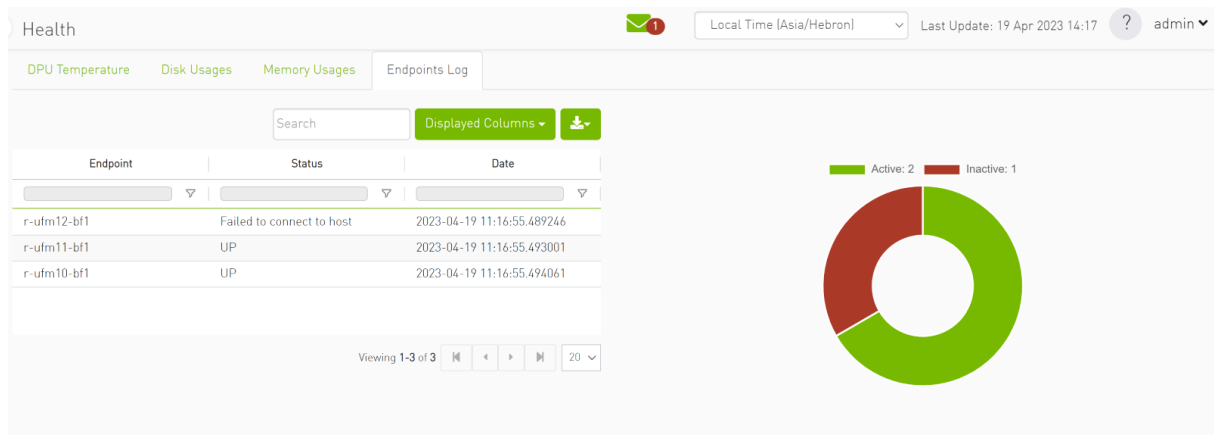 Health
1
Local Time (Asia/Hebron)
Last Update: 19 Apr 2023 14:17
?
admin
DPU Temperature Disk Usages Memory Usages Endpoints Log
Search
Displayed Columns
Endpoint Status Date
r-ufm12-bf1 Failed to connect to host 2023-04-19 11:16:55.489246
r-ufm11-bf1 UP 2023-04-19 11:16:55.493001
r-ufm10-bf1 UP 2023-04-19 11:16:55.494061
Viewing 1-3 of 3
20
Active: 2 Inactive: 1